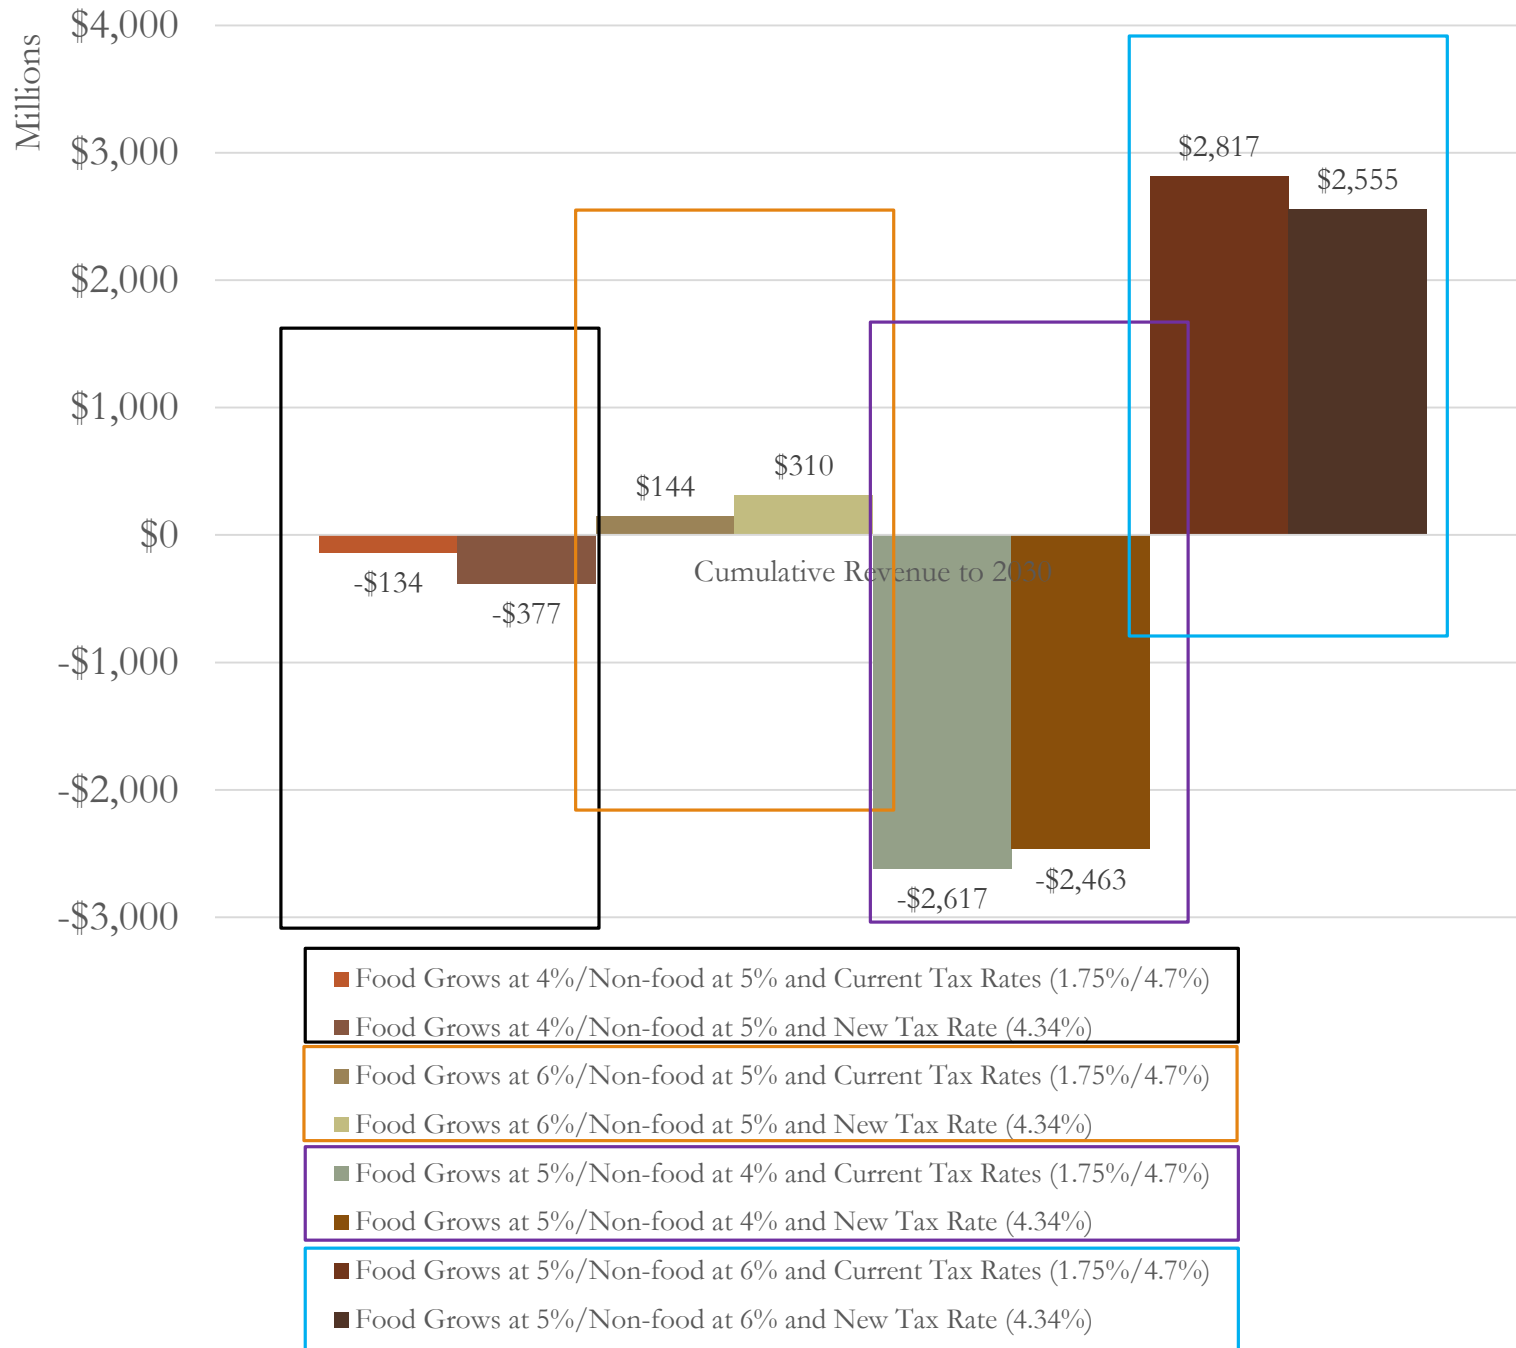 Millions
$4,000
$3,000
$2,000
$1,000
$0
-$1,000
-$2,000
-$3,000
$2,817
$2,555
$310
$144
-$134
-$377
Cumulative Revenue to 2030
-$2,617
-$2,463
Food Grows at 4%/Non-food at 5% and Current Tax Rates (1.75%/4.7%)
Food Grows at 4%/Non-food at 5% and New Tax Rate (4.34%)
Food Grows at 6%/Non-food at 5% and Current Tax Rates (1.75%/4.7%)
Food Grows at 6%/Non-food at 5% and New Tax Rate (4.34%)
Food Grows at 5%/Non-food at 4% and Current Tax Rates (1.75%/4.7%)
Food Grows at 5%/Non-food at 4% and New Tax Rate (4.34%)
Food Grows at 5%/Non-food at 6% and Current Tax Rates (1.75%/4.7%)
Food Grows at 5%/Non-food at 6% and New Tax Rate (4.34%)